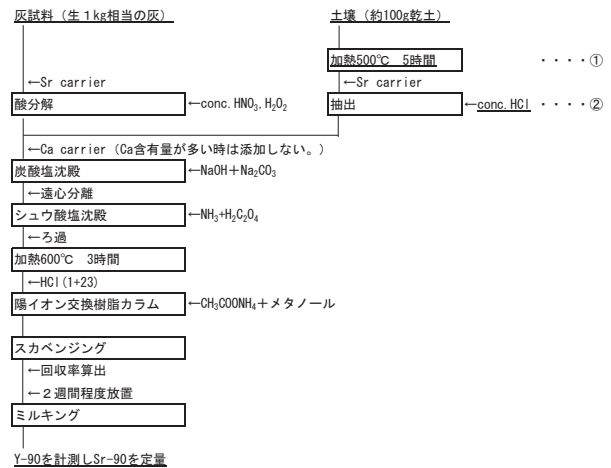 灰試料（生１kg相当の灰） 土壌（約100g乾土）
加熱500℃ 5時間 ・・・・①
←Sr carrier ←Sr carrier
酸分解 ←conc.HNO₃,H₂O₂ 抽出 ←conc.HCl ・・・・②
←Ca carrier（Ca含有量が多い時は添加しない。）
炭酸塩沈殿 ←NaOH＋Na₂CO₃
←遠心分離
シュウ酸塩沈殿 ←NH₃+H₂C₂O₄
←ろ過
加熱600℃ 3時間
←HCl(1+23)
陽イオン交換樹脂カラム ←CH₃COONH₄＋メタノール
スカベンジング
←回収率算出
←２週間程度放置
ミルキング
Y-90を計測しSr-90を定量